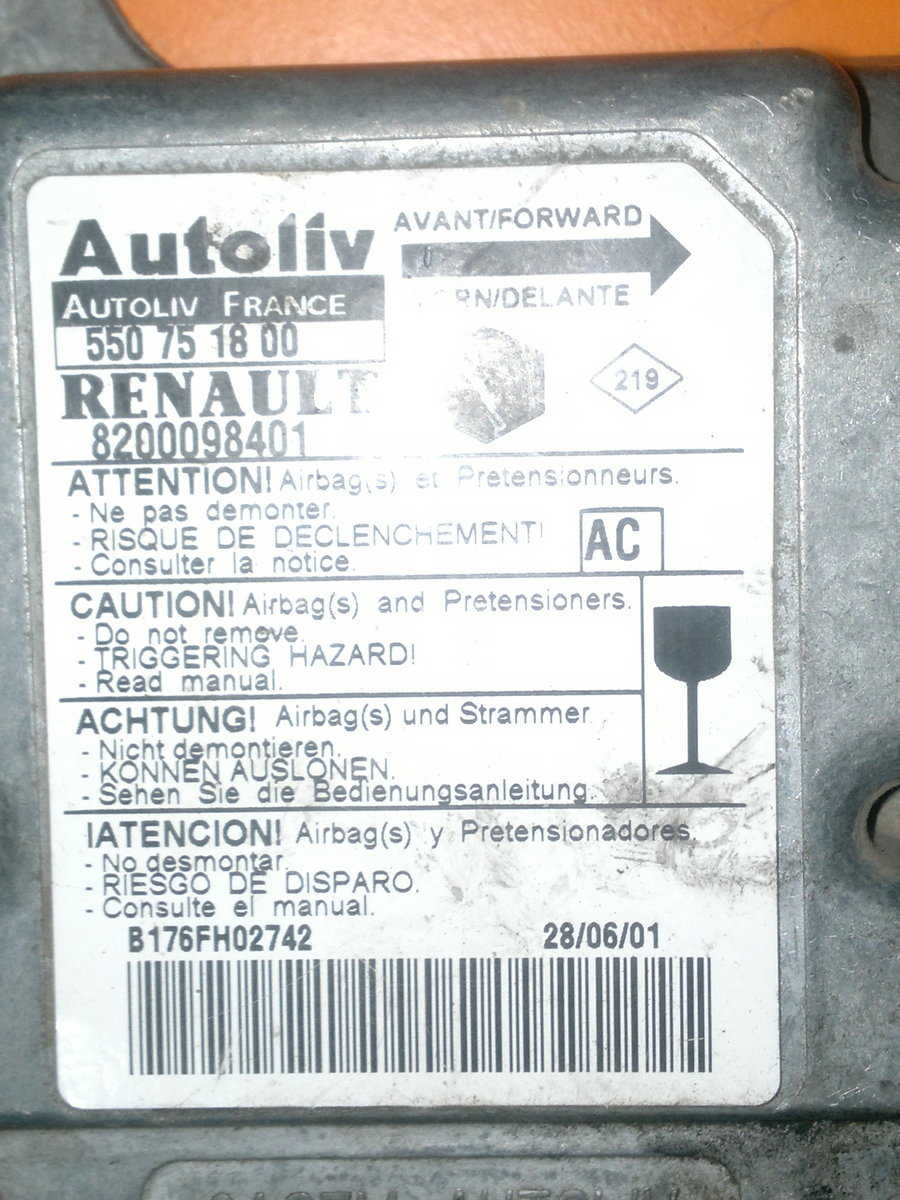 Autoliv
AUTOLIV FRANCE
550 75 18 00
AVANT/FORWARD
RN/DELANTE
219
RENAULT
8200098401
ATTENTION! Airbag(s) et Pretensionneurs.
- Ne pas demonter.
- RISQUE DE DECLENCHEMENT!
- Consulter la notice.
AC
CAUTION! Airbag(s) and Pretensioners.
- Do not remove.
- TRIGGERING HAZARD!
- Read manual.
ACHTUNG! Airbag(s) und Strammer
- Nicht demontieren.
- KONNEN AUSLONEN.
- Sehen Sie die Bedienungsanleitung.
IATENCION! Airbag(s) y Pretensionadores.
- No desmontar.
- RIESGO DE DISPARO.
- Consulte el manual.
B176FH02742 28/06/01